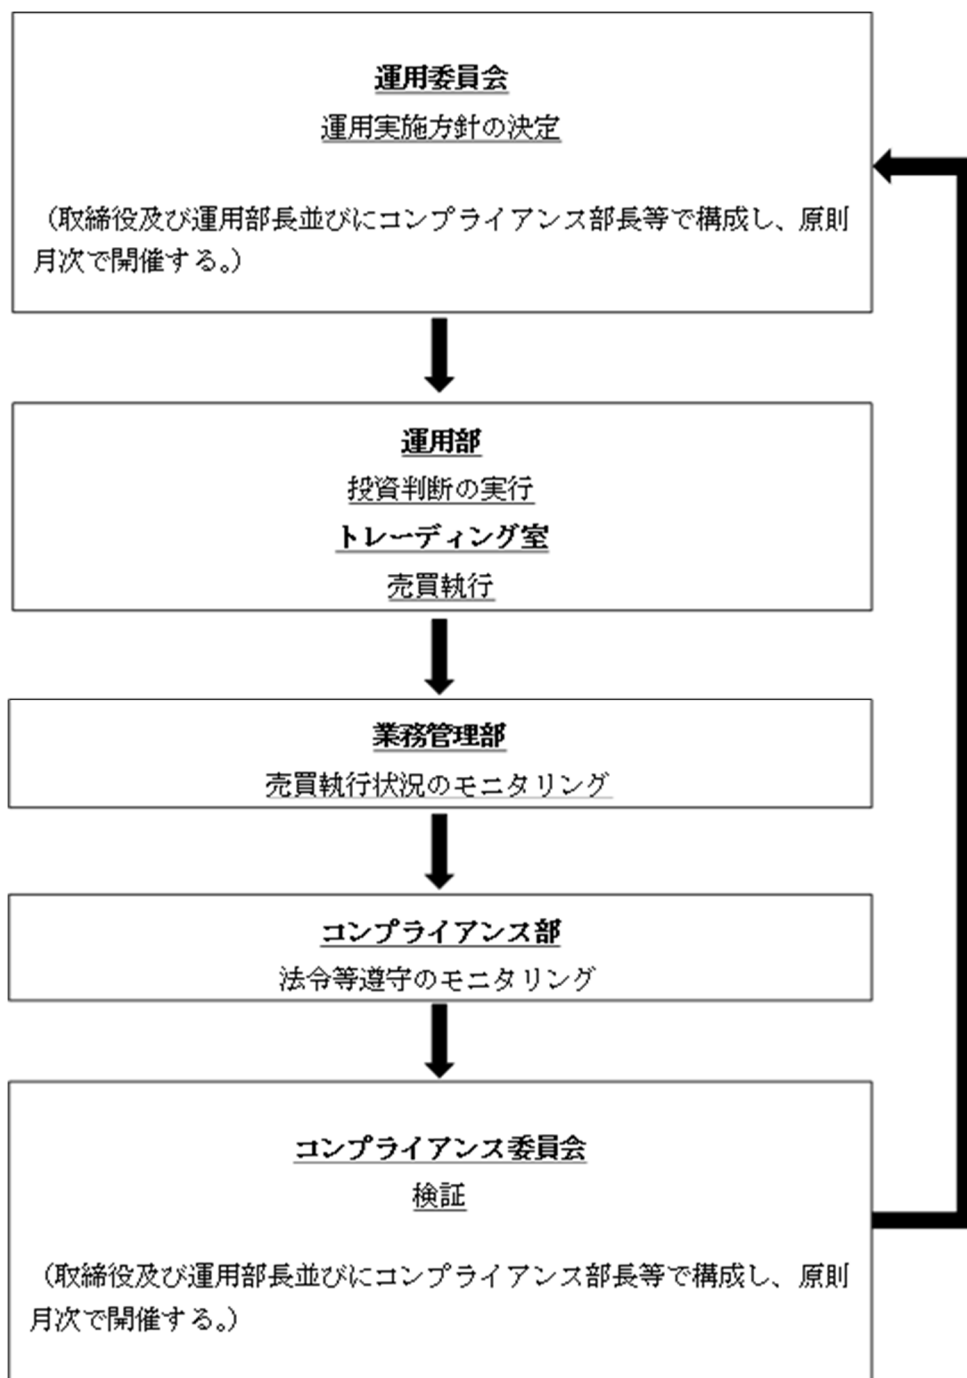 運用委員会
運用実施方針の決定
（取締役及び運用部長並びにコンプライアンス部長等で構成し、原則
月次で開催する。）
運用部
投資判断の実行
トレーディング室
売買執行
業務管理部
売買執行状況のモニタリング
コンプライアンス部
法令等遵守のモニタリング
コンプライアンス委員会
検証
（取締役及び運用部長並びにコンプライアンス部長等で構成し、原則
月次で開催する。）